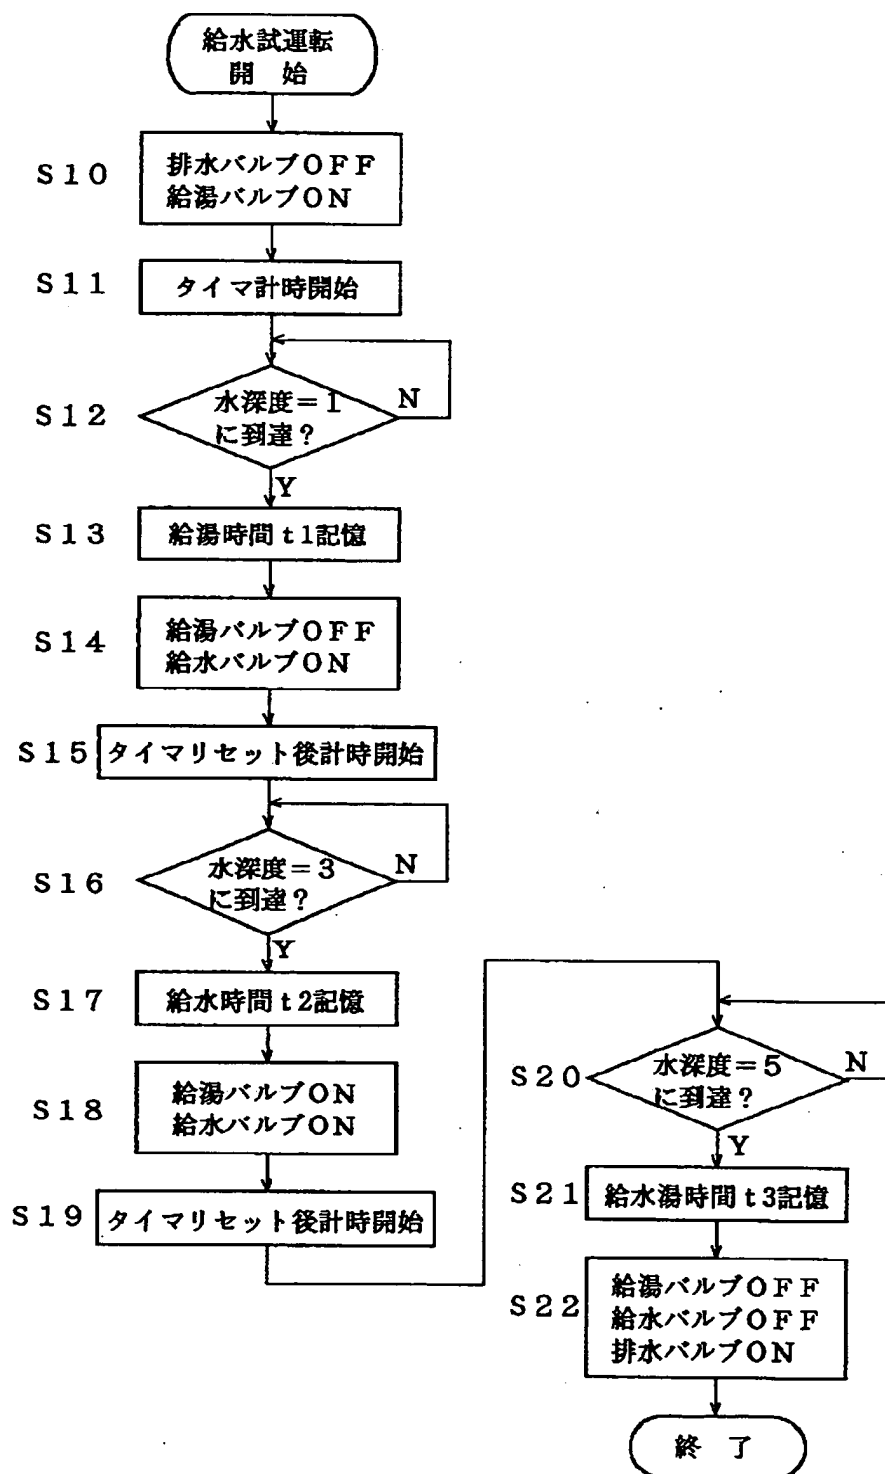 給水試運転
開 始
S10
排水バルブOFF
給湯バルブON
S11
タイマ計時開始
S12
水深度=1
に到達?
N
Y
S13
給湯時間t1記憶
S14
給湯バルブOFF
給水バルブON
S15
タイマリセット後計時開始
S16
水深度=3
に到達?
N
Y
S17
給水時間t2記憶
S18
給湯バルブON
給水バルブON
S19
タイマリセット後計時開始
S20
水深度=5
に到達?
N
Y
S21
給水湯時間t3記憶
S22
給湯バルブOFF
給水バルブOFF
排水バルブON
終 了